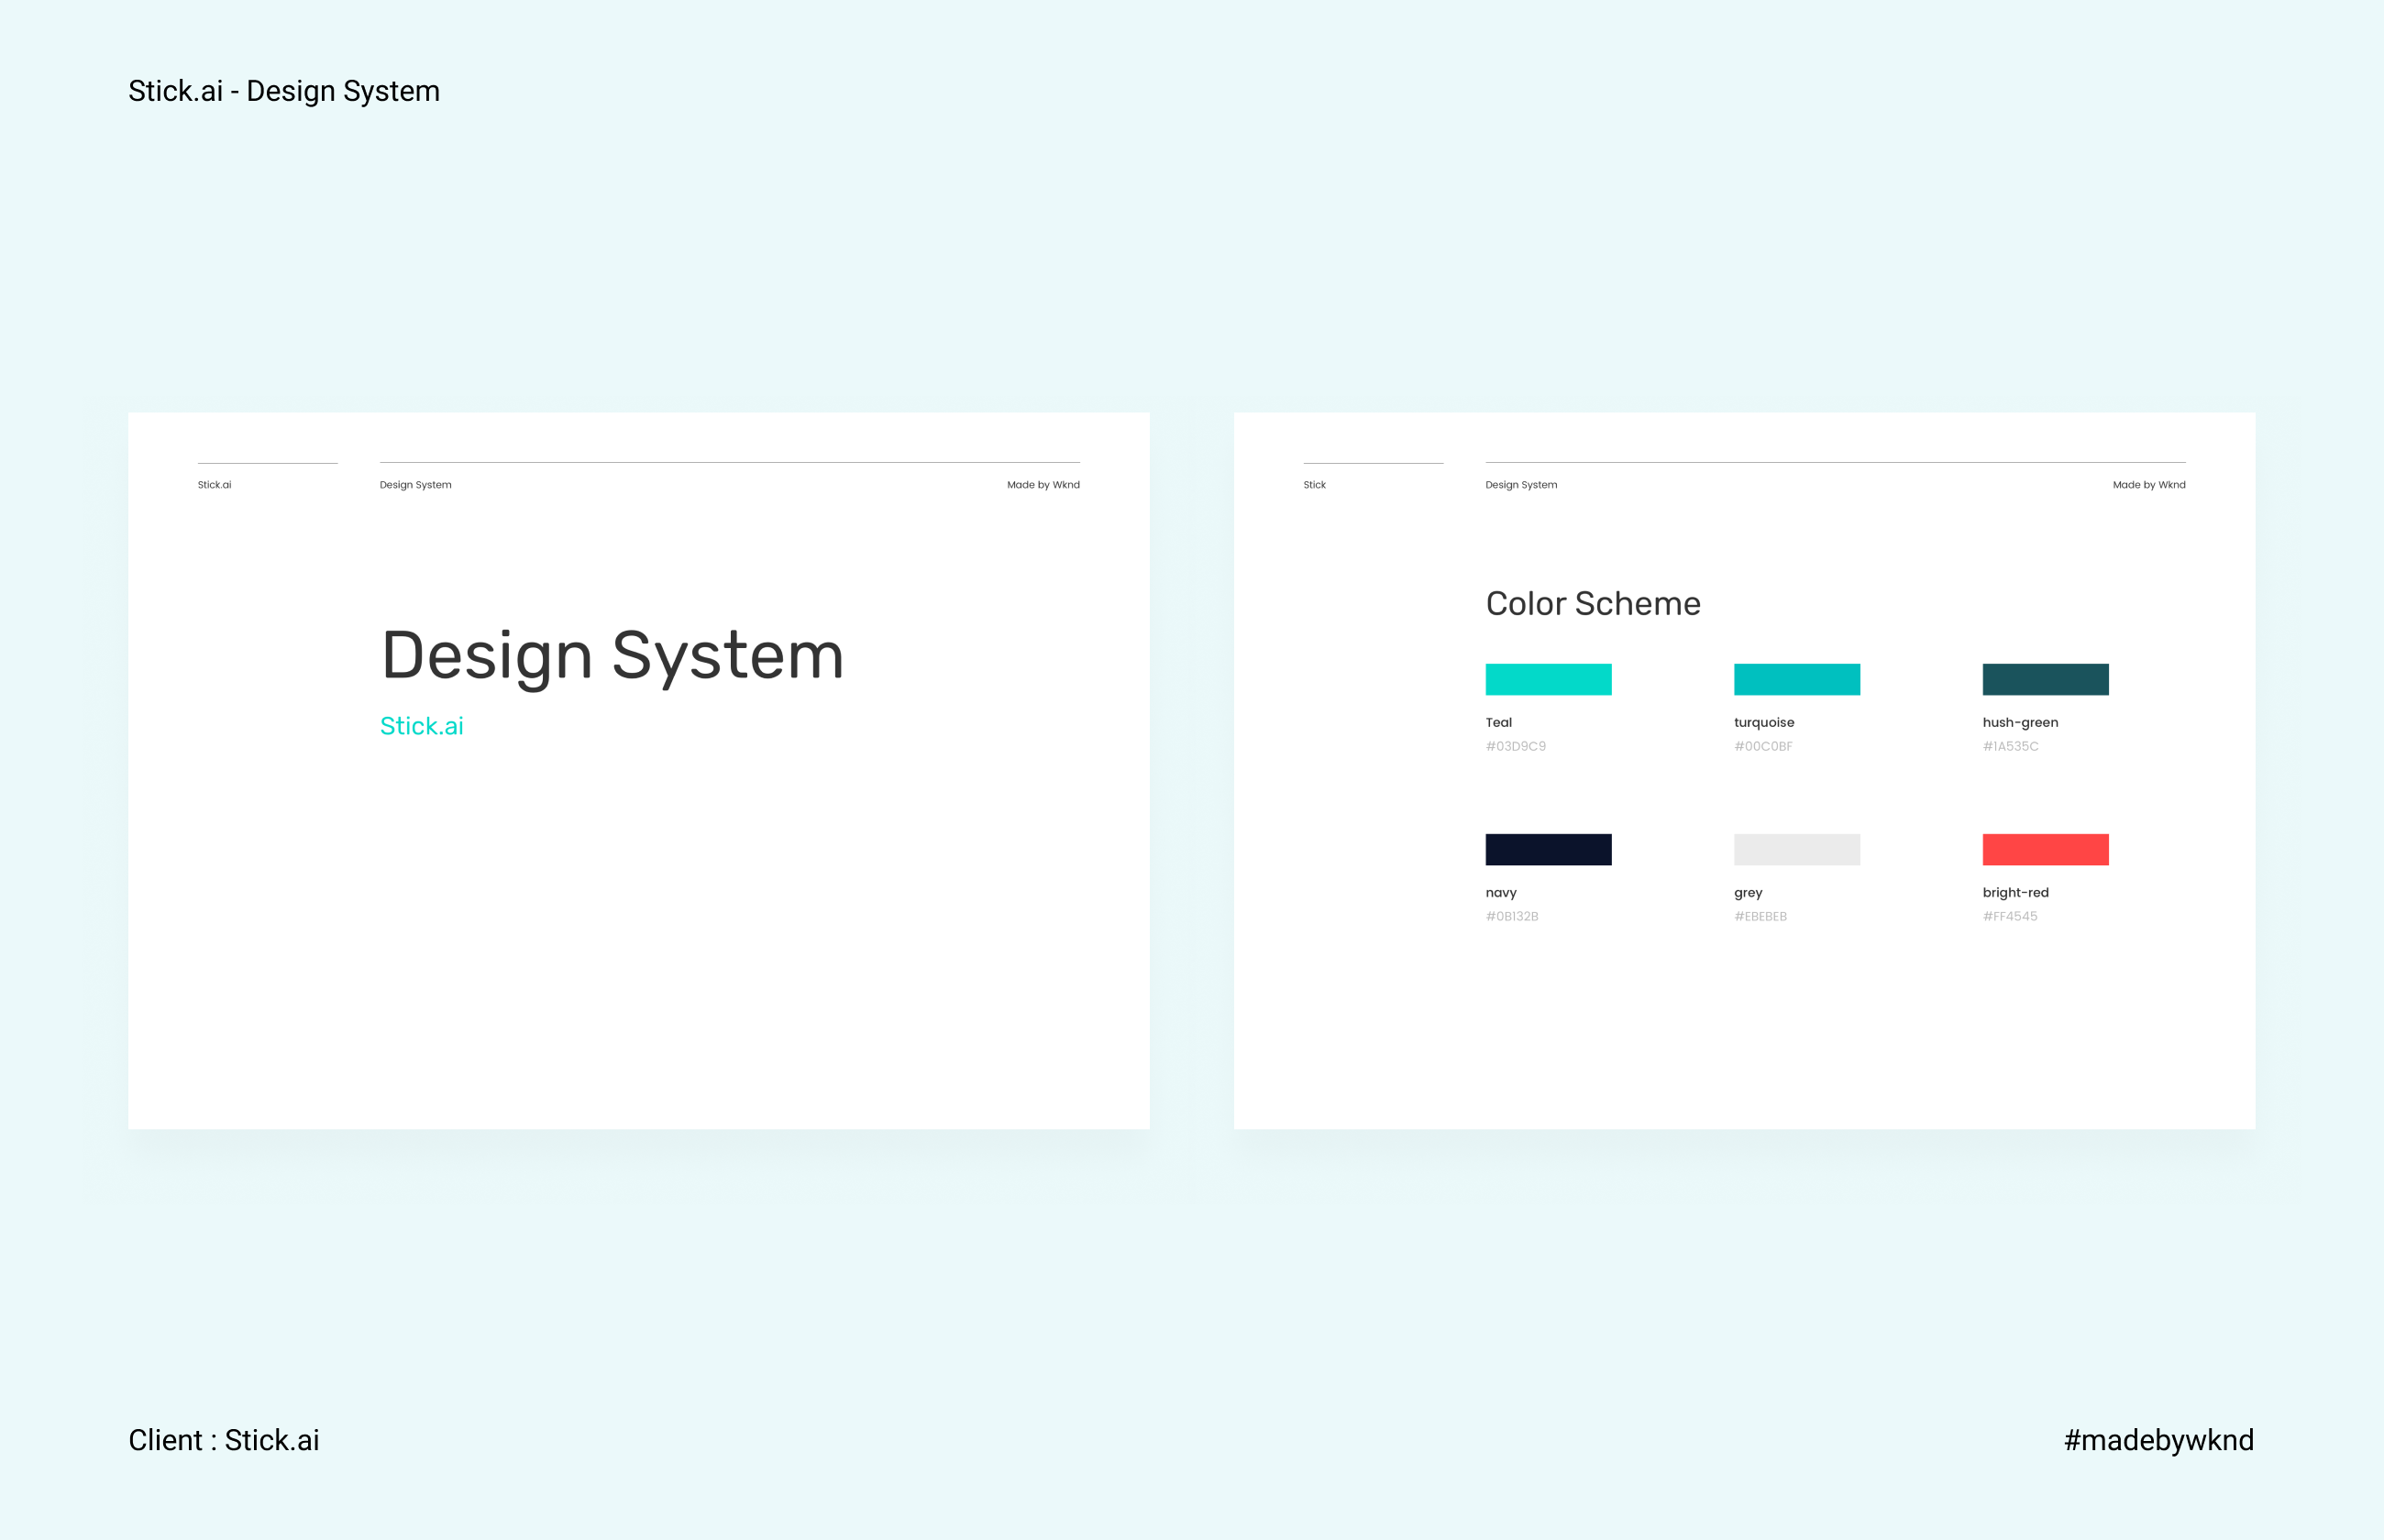 Stick.ai - Design System
Stick.ai
Design System
Made by Wknd
Design System
Stick.ai
Stick
Design System
Made by Wknd
Color Scheme
Teal
#03D9C9
turquoise
#00C0BF
hush-green
#1A535C
navy
#0B132B
grey
#EBEBEB
bright-red
#FF4545
Client : Stick.ai
#madebywknd